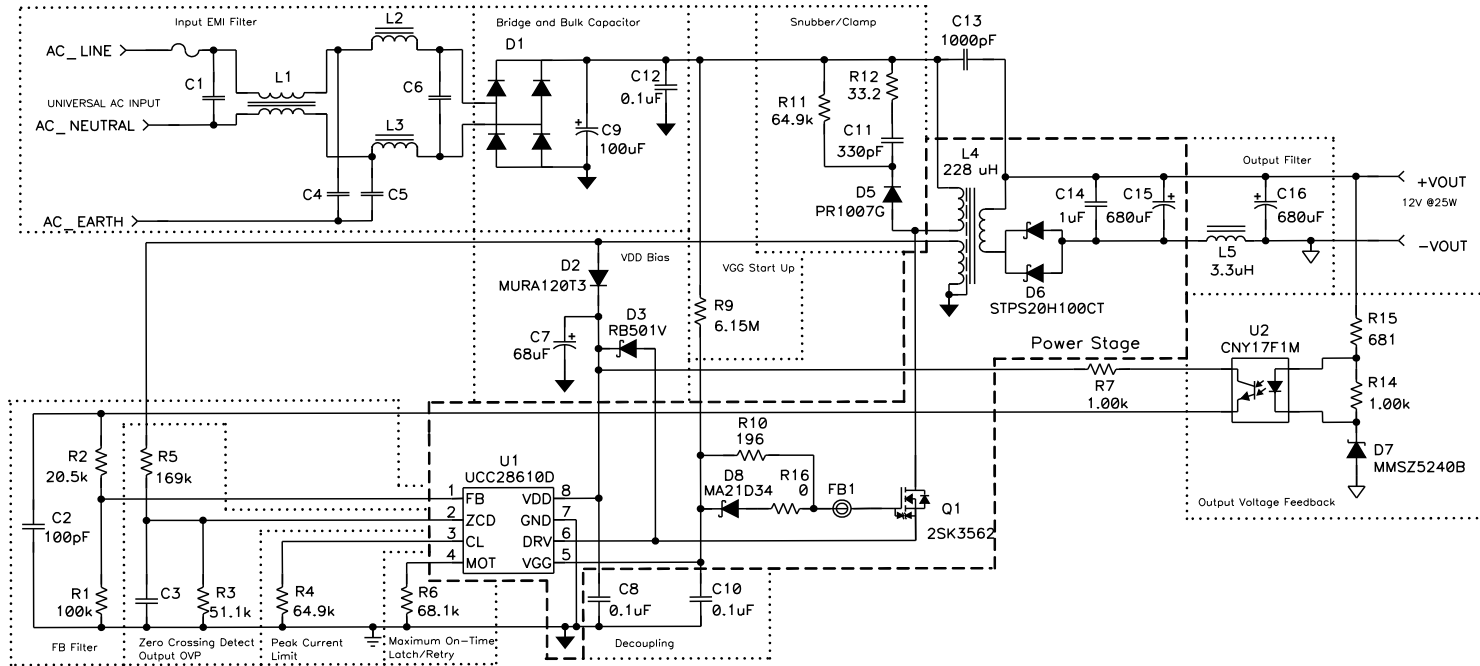 Input EMI Filter
L2
AC_LINE
C1
L1
C6
UNIVERSAL AC INPUT
AC_NEUTRAL
L3
C4
C5
AC_EARTH
Bridge and Bulk Capacitor
D1
C12
0.1uF
C9
100uF
Snubber/Clamp
C13
1000pF
R12
33.2
R11
64.9k
C11
330pF
D5
PR1007G
L4
228 uH
Output Filter
C14
1uF
C15
680uF
C16
680uF
+VOUT
12V @25W
-VOUT
L5
3.3uH
D6
STPS20H100CT
VDD Bias
D2
MURA120T3
D3
RB501V
C7
68uF
VGG Start Up
R9
6.15M
Power Stage
R7
1.00k
U2
CNY17F1M
R15
681
R14
1.00k
D7
MMSZ5240B
Output Voltage Feedback
R2
20.5k
R5
169k
U1
UCC28610D
1 FB VDD 8
2 ZCD GND 7
3 CL DRV 6
4 MOT VGG 5
R10
196
D8
MA21D34
R16
0
FB1
Q1
2SK3562
C2
100pF
R1
100k
C3
R3
51.1k
R4
64.9k
R6
68.1k
C8
0.1uF
C10
0.1uF
FB Filter
Zero Crossing Detect
Output OVP
Peak Current
Limit
Maximum On-Time
Latch/Retry
Decoupling